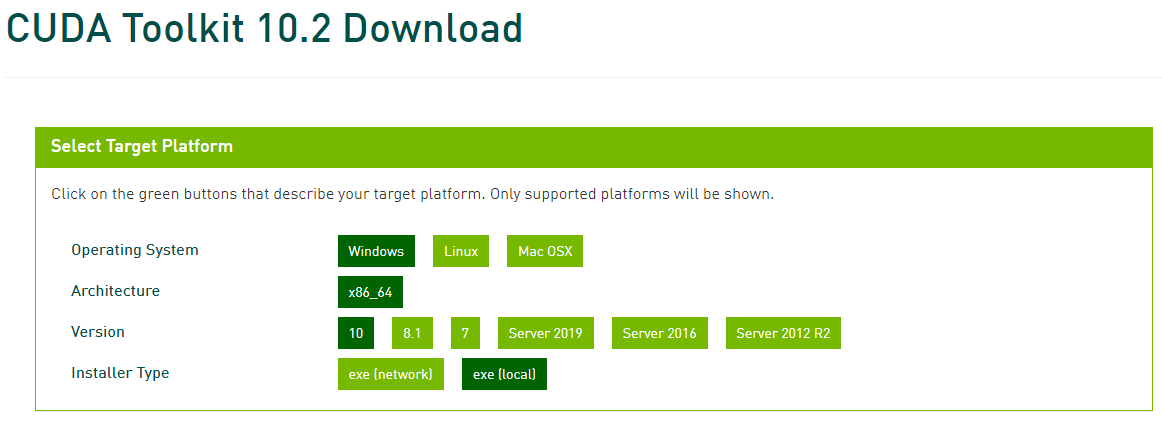 CUDA Toolkit 10.2 Download
Select Target Platform
Click on the green buttons that describe your target platform. Only supported platforms will be shown.
Operating System Windows Linux Mac OSX
Architecture x86_64
Version 10 8.1 7 Server 2019 Server 2016 Server 2012 R2
Installer Type exe (network) exe (local)